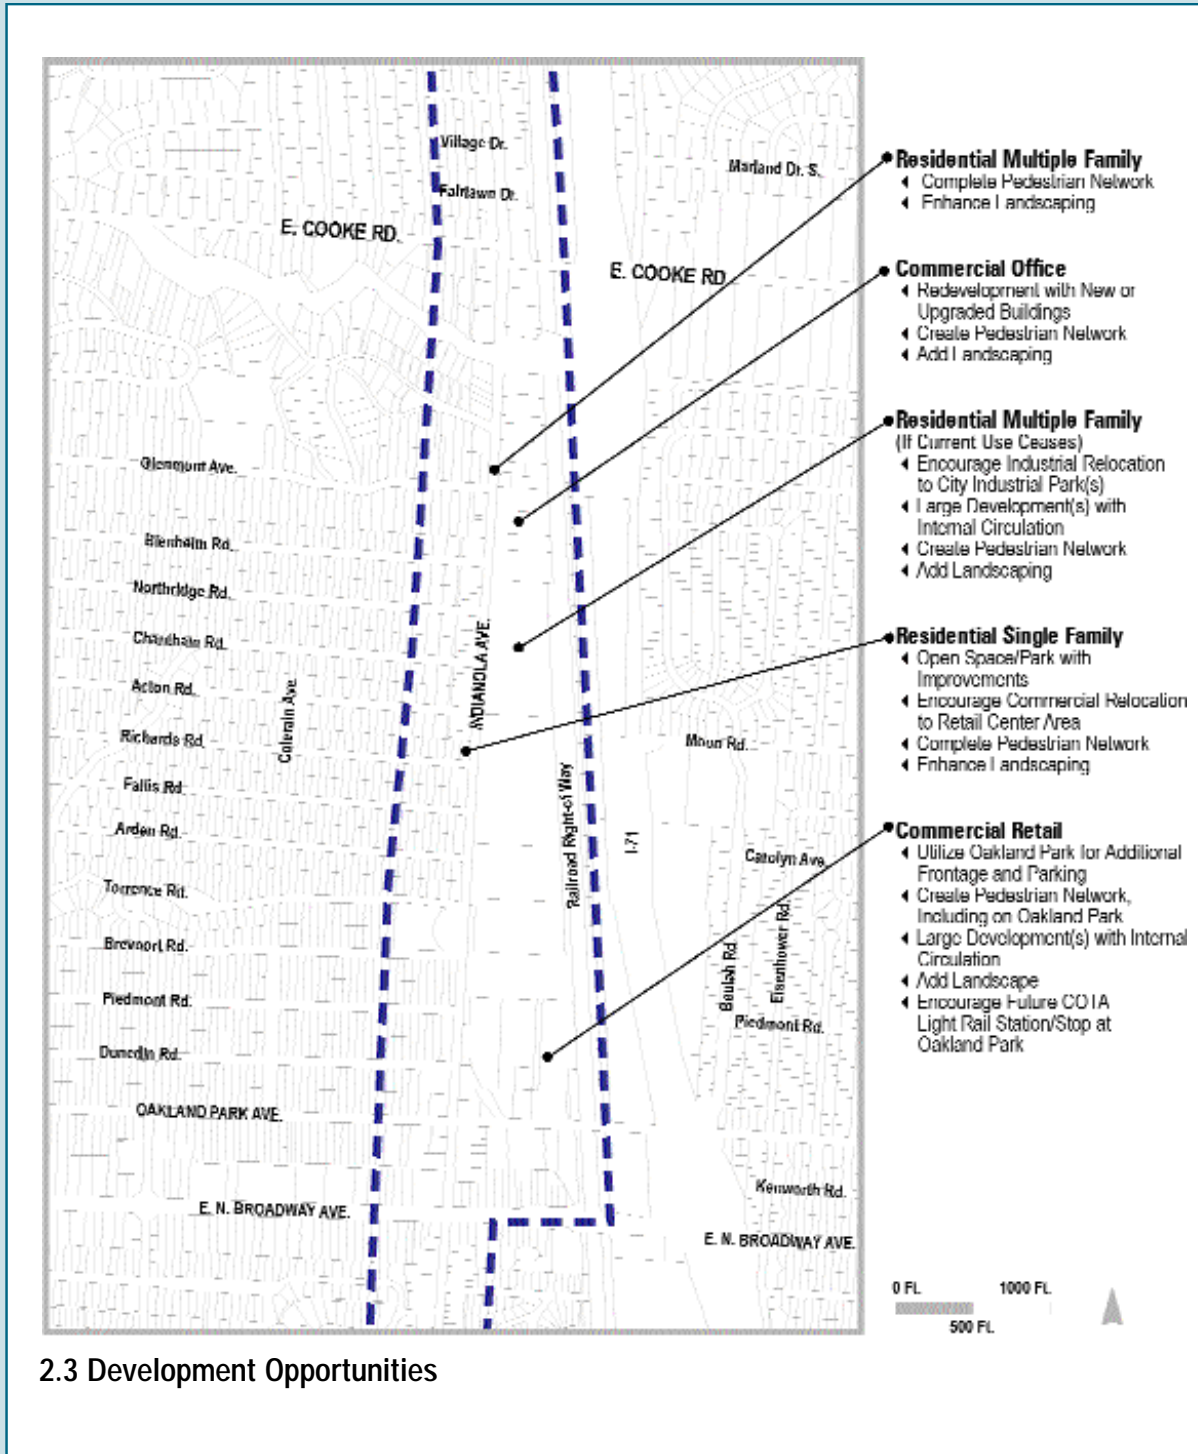 Village Dr.
Fairlawn Dr.
Marland Dr. S.
E. COOKE RD.
E. COOKE RD
Glenmont Ave.
Blenheim Rd.
Northridge Rd.
Chatham Rd.
Acton Rd.
Richards Rd.
Fallis Rd.
Arden Rd.
Torrence Rd.
Brevoort Rd.
Piedmont Rd.
Dunedin Rd.
OAKLAND PARK AVE.
E. N. BROADWAY AVE.
Colerain Ave.
INDIANOLA AVE.
Railroad Right-of Way
I-71
Moun Rd.
Carolyn Ave.
Beulah Rd.
Eisenhower Rd.
Piedmont Rd.
Kenworth Rd.
E. N. BROADWAY AVE.
Residential Multiple Family
Complete Pedestrian Network
Enhance Landscaping
Commercial Office
Redevelopment with New or
Upgraded Buildings
Create Pedestrian Network
Add Landscaping
Residential Multiple Family
(If Current Use Ceases)
Encourage Industrial Relocation
to City Industrial Park(s)
Large Development(s) with
Internal Circulation
Create Pedestrian Network
Add Landscaping
Residential Single Family
Open Space/Park with
Improvements
Encourage Commercial Relocation
to Retail Center Area
Complete Pedestrian Network
Enhance Landscaping
Commercial Retail
Utilize Oakland Park for Additional
Frontage and Parking
Create Pedestrian Network,
Including on Oakland Park
Large Development(s) with Internal
Circulation
Add Landscape
Encourage Future COTA
Light Rail Station/Stop at
Oakland Park
0 Ft.
1000 Ft.
500 Ft.
2.3 Development Opportunities